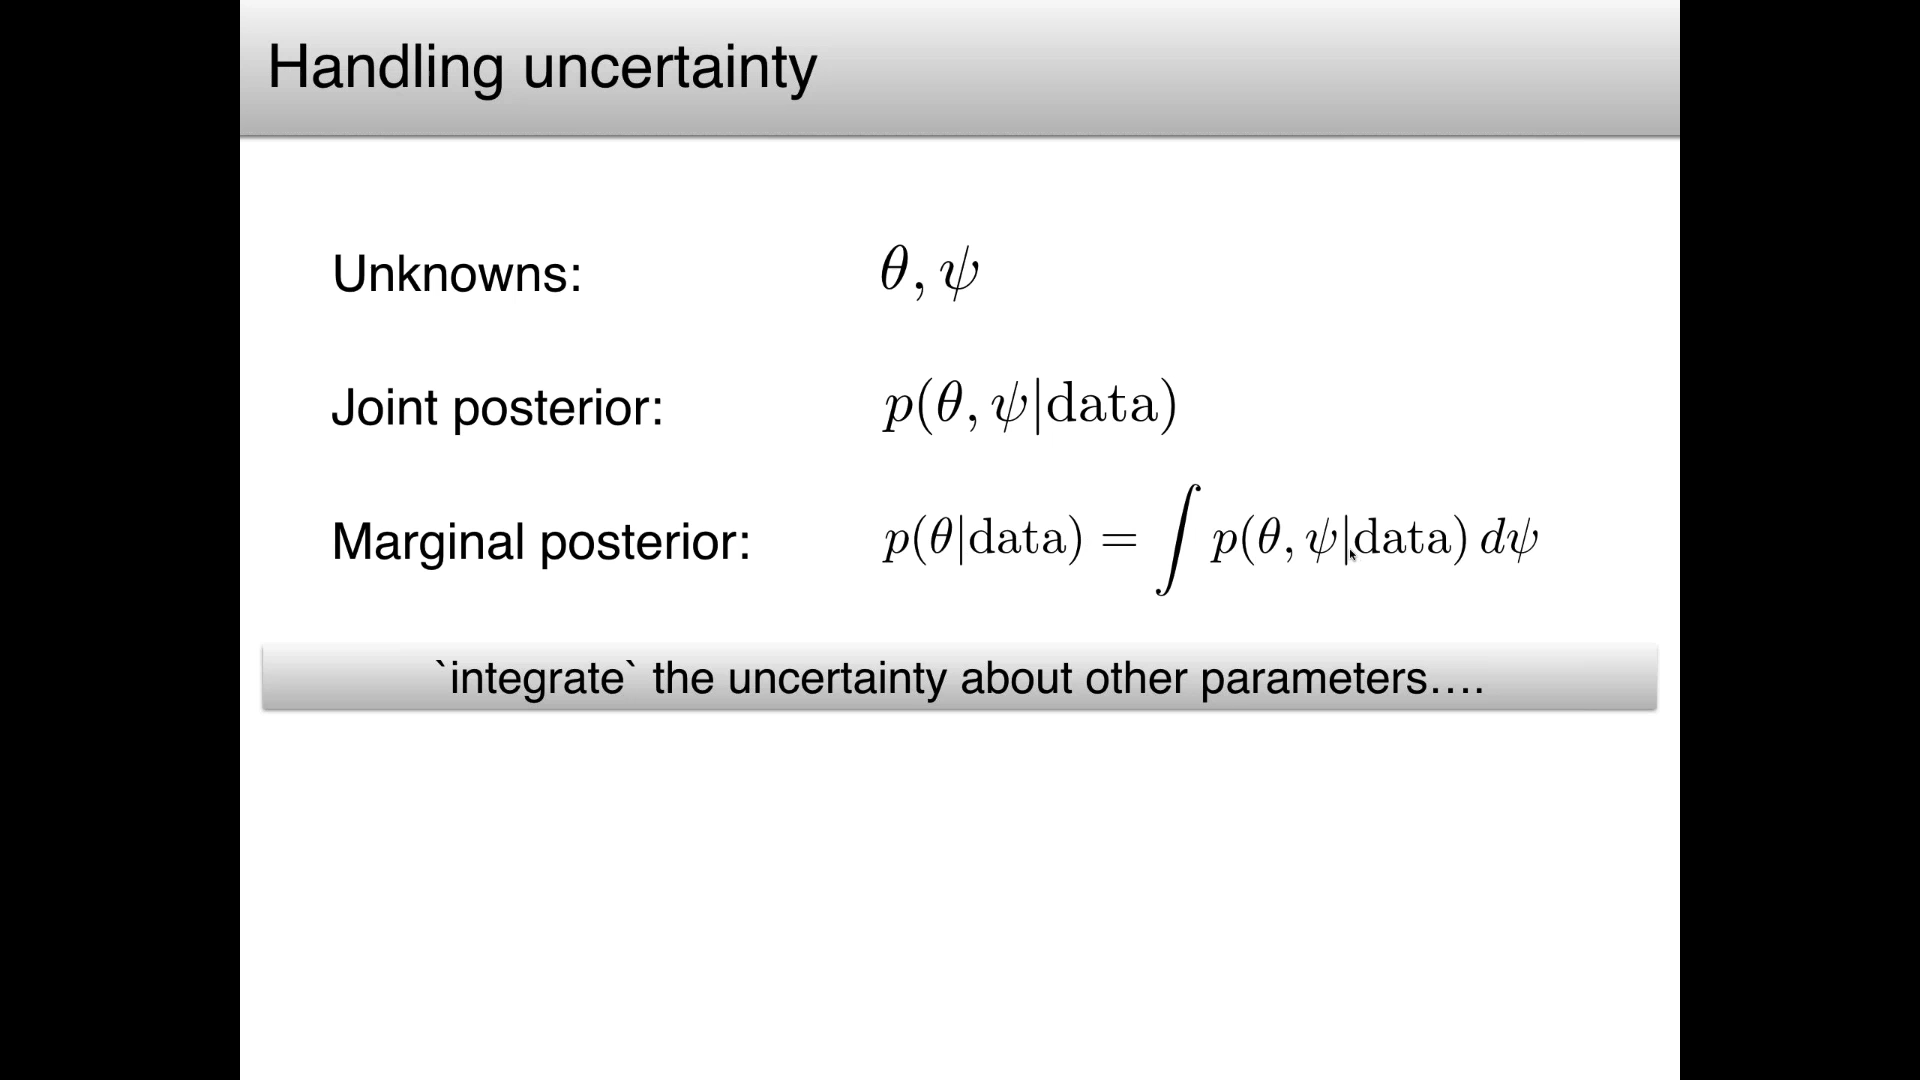 Handling uncertainty
Unknowns: θ, ψ
Joint posterior: p(θ, ψ|data)
Marginal posterior: p(θ|data) = ∫ p(θ, ψ|data) dψ
`integrate` the uncertainty about other parameters….